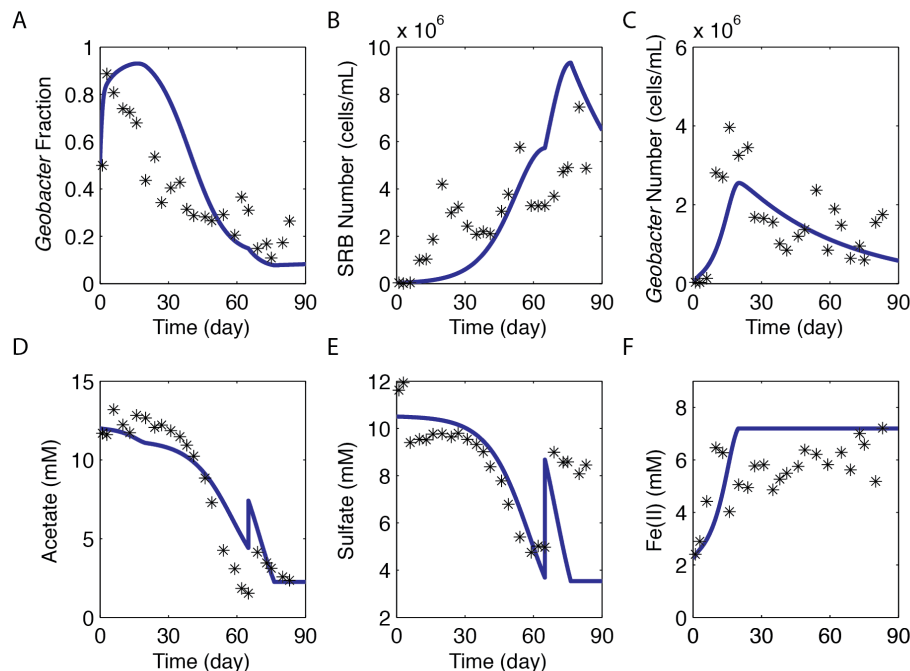 A
Geobacter Fraction
1
0.8
0.6
0.4
0.2
0
0 30 60 90
Time (day)
B
x 10^6
SRB Number (cells/mL)
10
8
6
4
2
0
0 30 60 90
Time (day)
C
x 10^6
Geobacter Number (cells/mL)
6
4
2
0
0 30 60 90
Time (day)
D
Acetate (mM)
15
10
5
0
0 30 60 90
Time (day)
E
Sulfate (mM)
12
10
8
6
4
2
0 30 60 90
Time (day)
F
Fe(II) (mM)
8
6
4
2
0
0 30 60 90
Time (day)